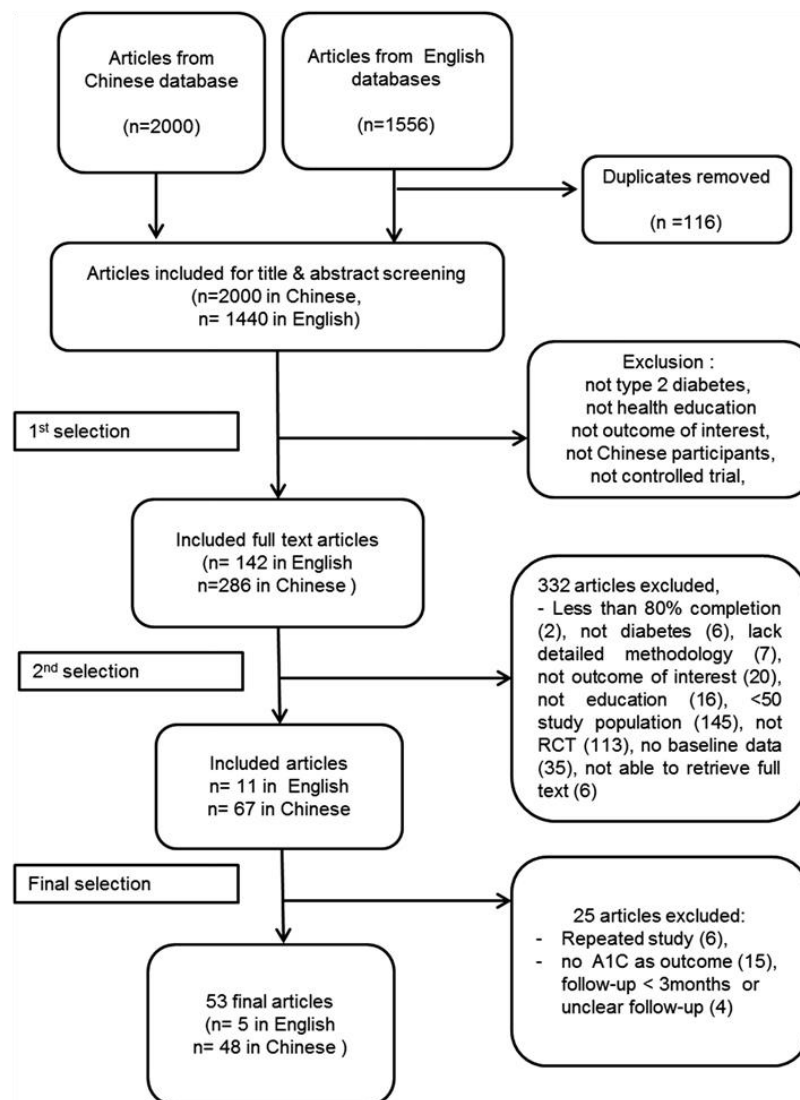 Articles from
Chinese database
(n=2000)
Articles from English
databases
(n=1556)
Duplicates removed
(n =116)
Articles included for title & abstract screening
(n=2000 in Chinese,
n= 1440 in English)
Exclusion :
not type 2 diabetes,
not health education
not outcome of interest,
not Chinese participants,
not controlled trial,
1st selection
Included full text articles
(n= 142 in English
n=286 in Chinese )
332 articles excluded,
- Less than 80% completion
(2), not diabetes (6), lack
detailed methodology (7),
not outcome of interest (20),
not education (16), <50
study population (145), not
RCT (113), no baseline data
(35), not able to retrieve full
text (6)
2nd selection
Included articles
n= 11 in English
n= 67 in Chinese
Final selection
25 articles excluded:
- Repeated study (6),
- no A1C as outcome (15),
follow-up < 3months or
unclear follow-up (4)
53 final articles
(n= 5 in English
n= 48 in Chinese )